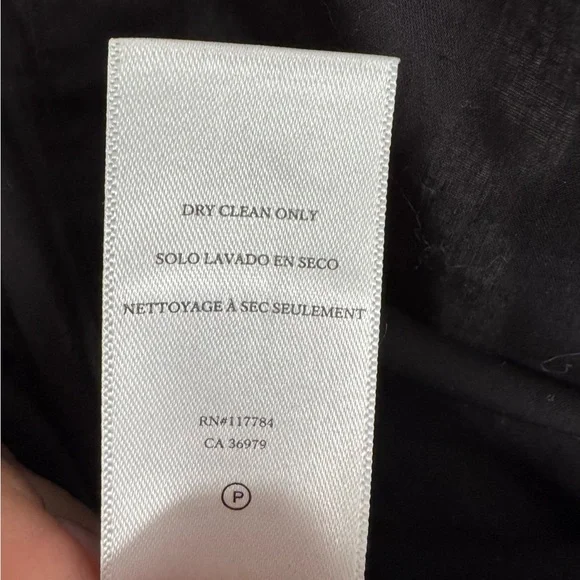 DRY CLEAN ONLY
SOLO LAVADO EN SECO
NETTOYAGE À SEC SEULEMENT
RN#117784
CA 36979
P